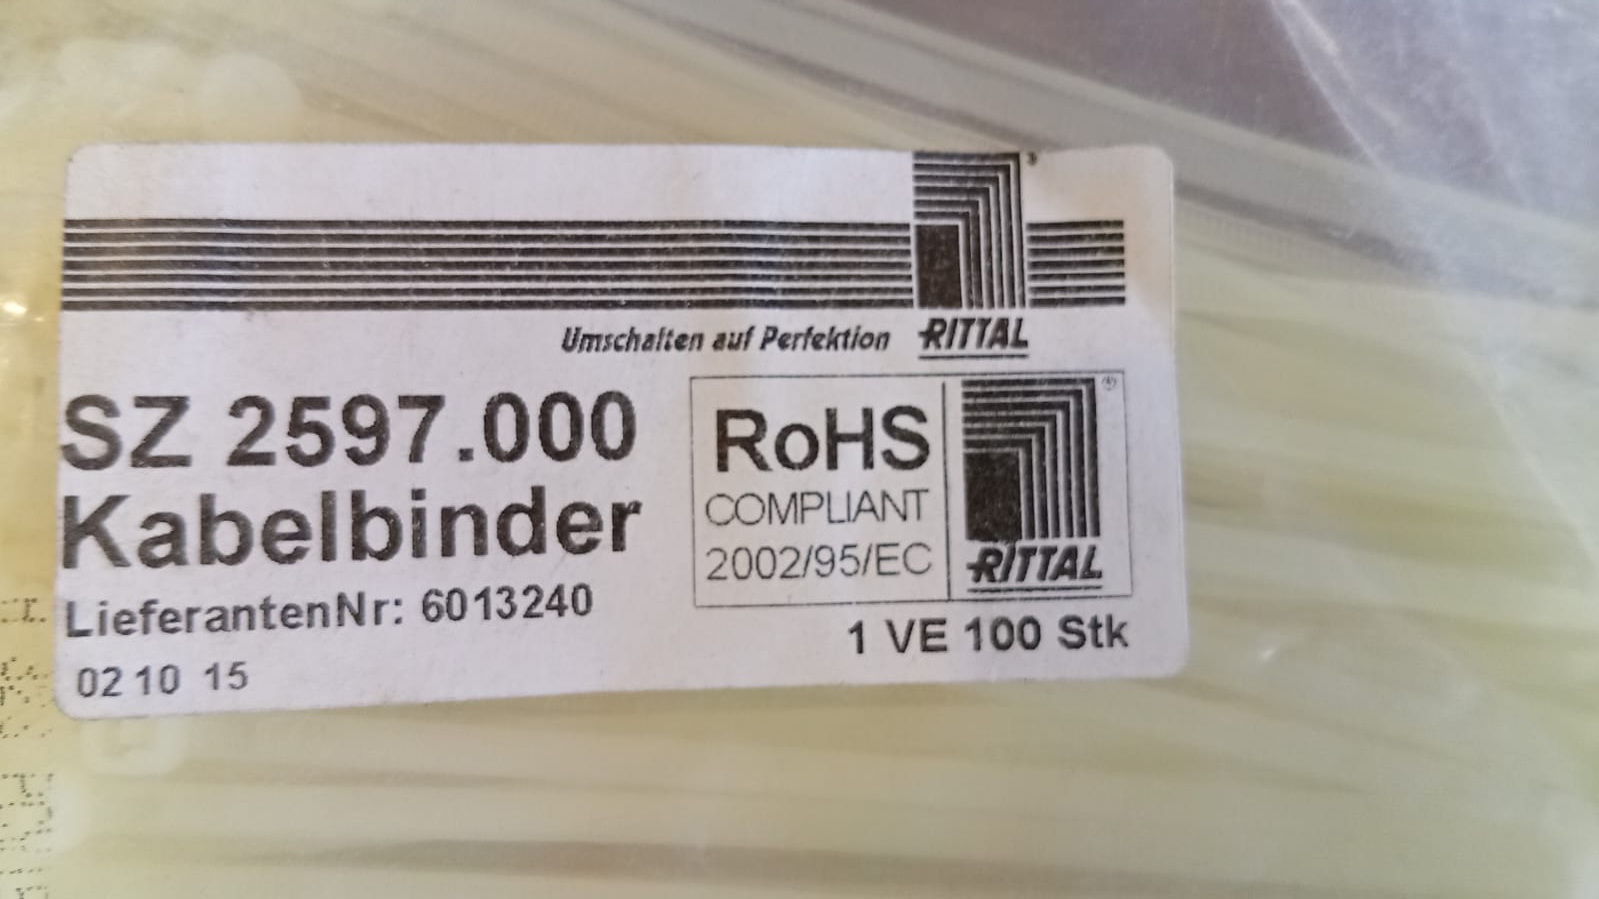 Umschalten auf Perfektion RITTAL
SZ 2597.000
Kabelbinder
LieferantenNr: 6013240
02 10 15
RoHS
COMPLIANT
2002/95/EC
RITTAL
1 VE 100 Stk